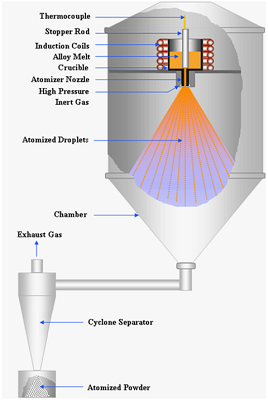 Thermocouple
Stopper Rod
Induction Coils
Alloy Melt
Crucible
Atomizer Nozzle
High Pressure
Inert Gas
Atomized Droplets
Chamber
Exhaust Gas
Cyclone Separator
Atomized Powder